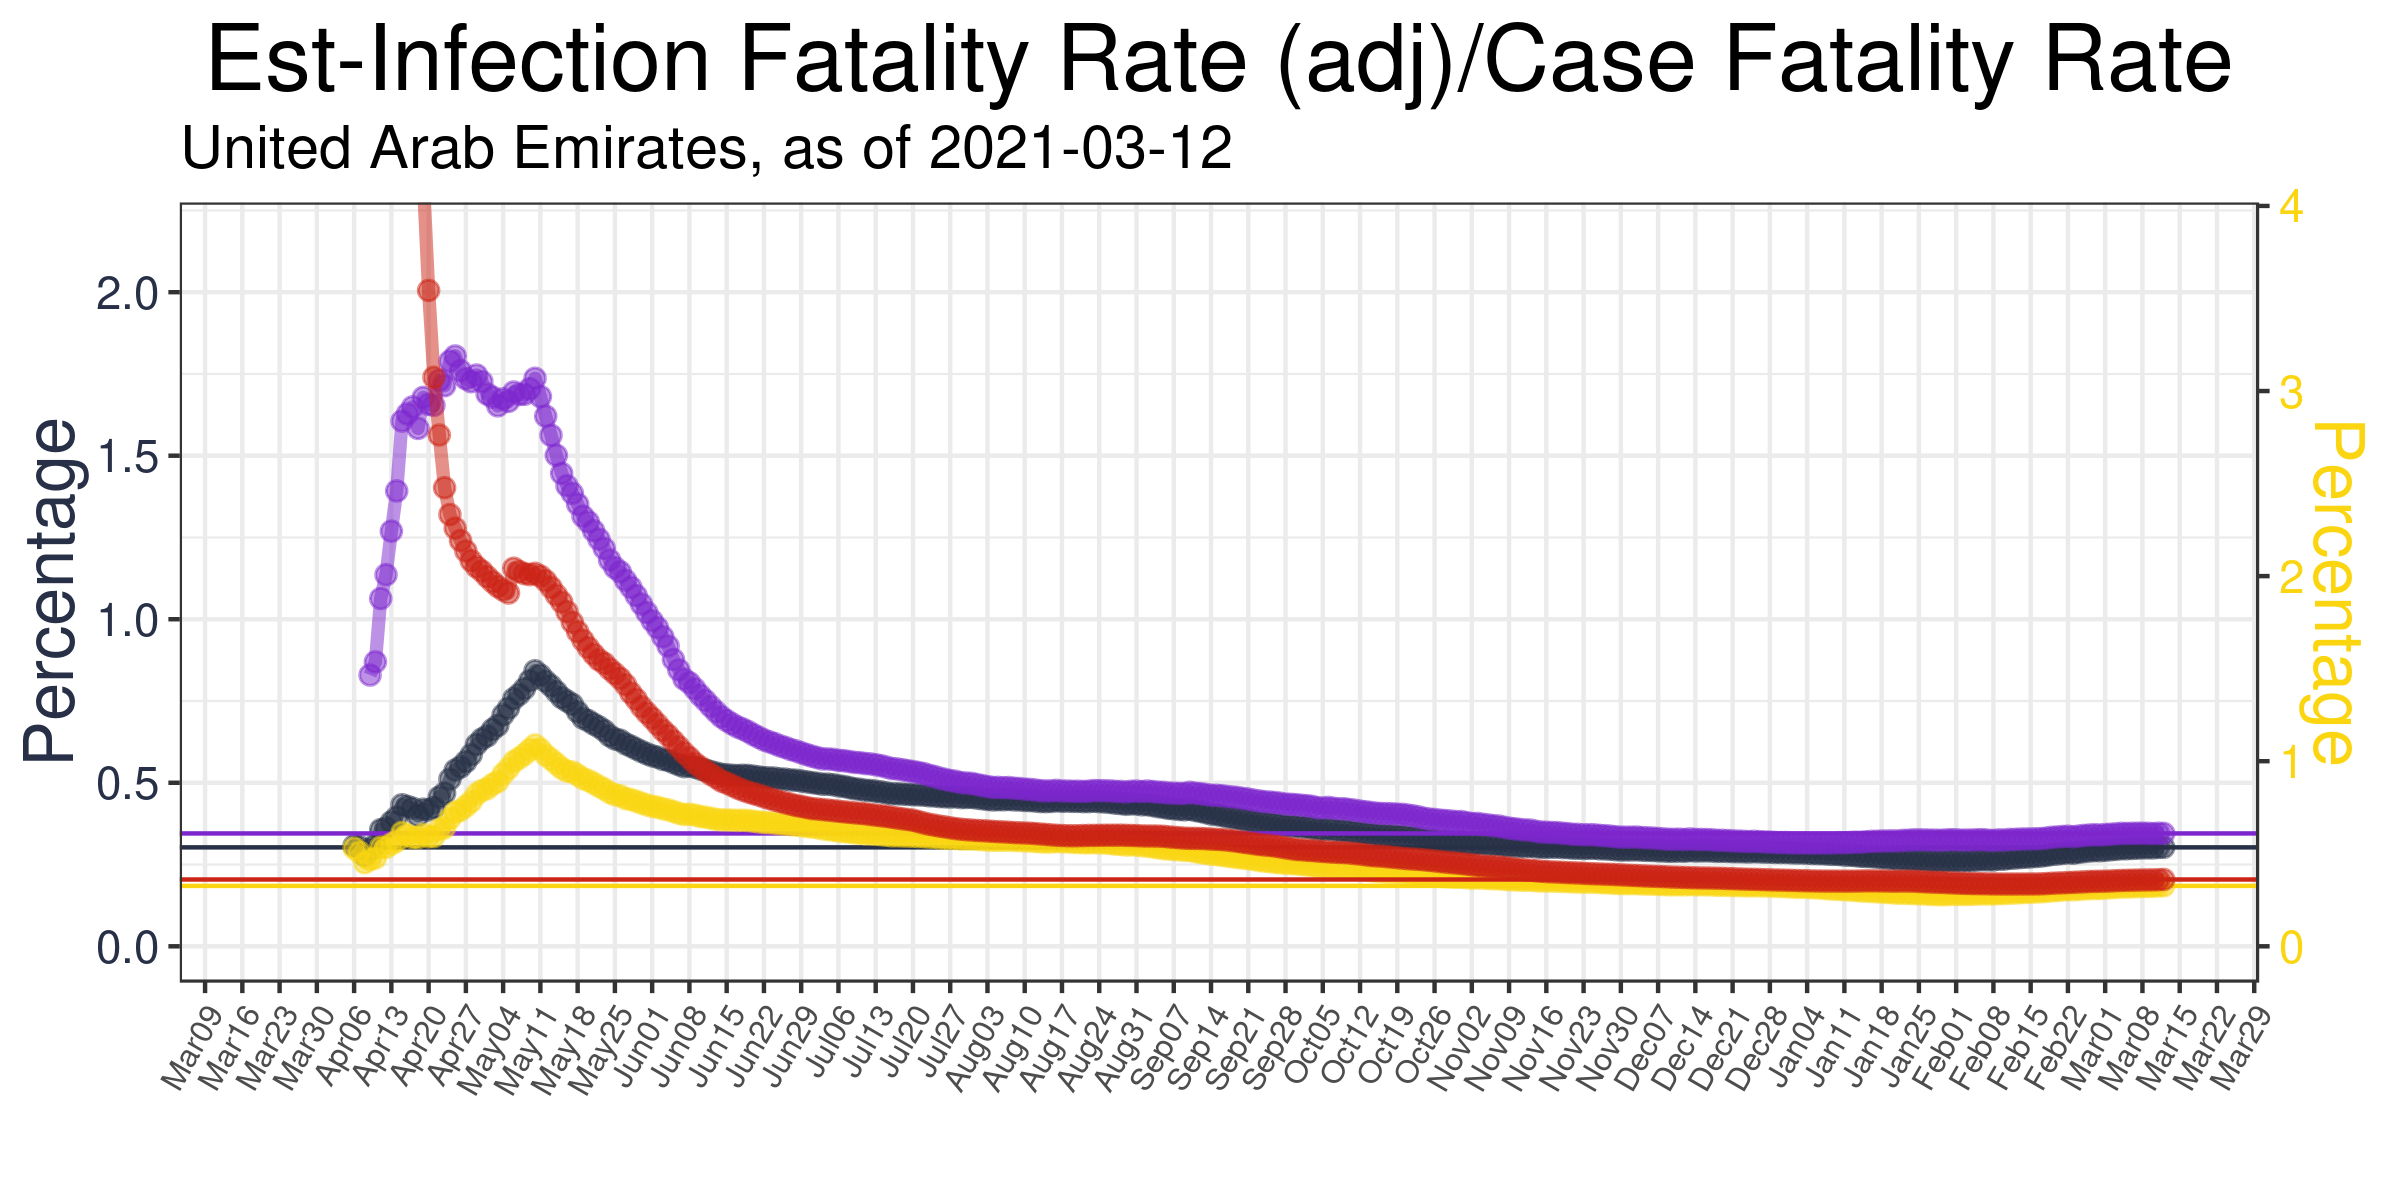 Est-Infection Fatality Rate (adj)/Case Fatality Rate
United Arab Emirates, as of 2021-03-12
Percentage
2.0
1.5
1.0
0.5
0.0
4
3
2
1
0
Percentage
Mar09
Mar16
Mar23
Mar30
Apr06
Apr13
Apr20
Apr27
May04
May11
May18
May25
Jun01
Jun08
Jun15
Jun22
Jun29
Jul06
Jul13
Jul20
Jul27
Aug03
Aug10
Aug17
Aug24
Aug31
Sep07
Sep14
Sep21
Sep28
Oct05
Oct12
Oct19
Oct26
Nov02
Nov09
Nov16
Nov23
Nov30
Dec07
Dec14
Dec21
Dec28
Jan04
Jan11
Jan18
Jan25
Feb01
Feb08
Feb15
Feb22
Mar01
Mar08
Mar15
Mar22
Mar29